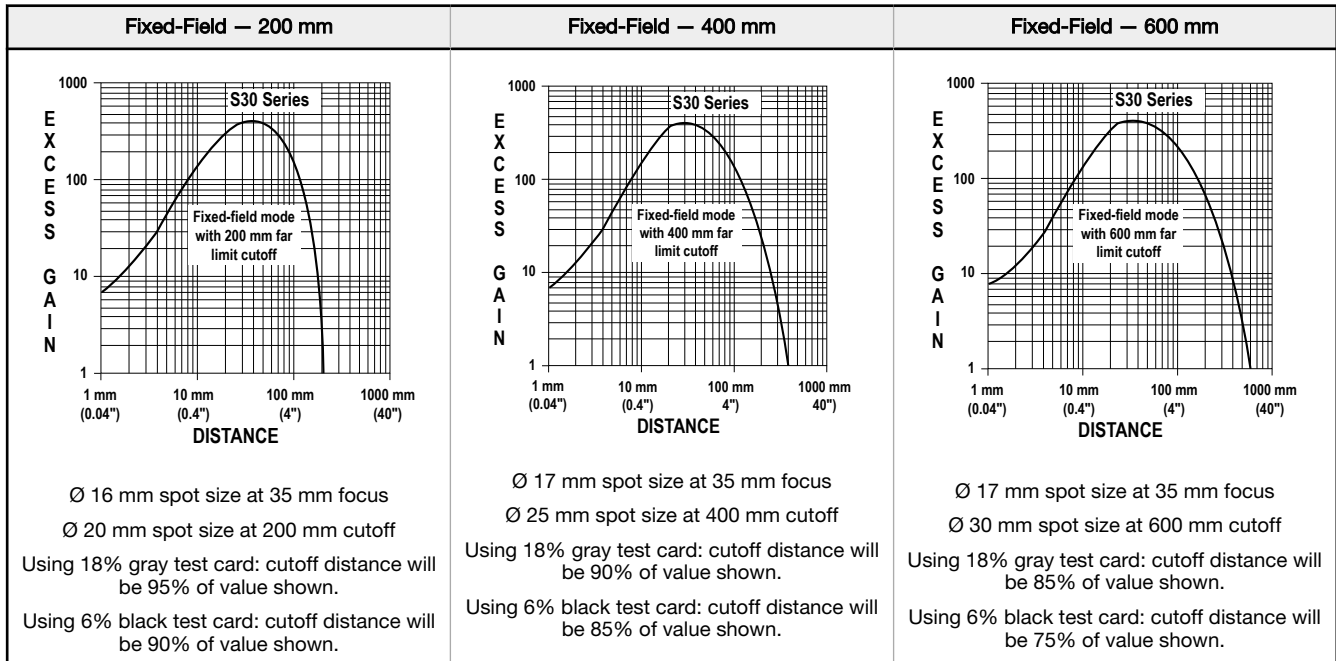 Fixed-Field — 200 mm
Fixed-Field — 400 mm
Fixed-Field — 600 mm
EXCESS GAIN
1000
100
10
1
S30 Series
Fixed-field mode
with 200 mm far
limit cutoff
1 mm 10 mm 100 mm 1000 mm
(0.04") (0.4") (4") (40")
DISTANCE
Ø 16 mm spot size at 35 mm focus
Ø 20 mm spot size at 200 mm cutoff
Using 18% gray test card: cutoff distance will
be 95% of value shown.
Using 6% black test card: cutoff distance will
be 90% of value shown.
EXCESS GAIN
1000
100
10
1
S30 Series
Fixed-field mode
with 400 mm far
limit cutoff
1 mm 10 mm 100 mm 1000 mm
(0.04") (0.4") 4") 40")
DISTANCE
Ø 17 mm spot size at 35 mm focus
Ø 25 mm spot size at 400 mm cutoff
Using 18% gray test card: cutoff distance will
be 90% of value shown.
Using 6% black test card: cutoff distance will
be 85% of value shown.
EXCESS GAIN
1000
100
10
1
S30 Series
Fixed-field mode
with 600 mm far
limit cutoff
1 mm 10 mm 100 mm 1000 mm
(0.04") (0.4") (4") (40")
DISTANCE
Ø 17 mm spot size at 35 mm focus
Ø 30 mm spot size at 600 mm cutoff
Using 18% gray test card: cutoff distance will
be 85% of value shown.
Using 6% black test card: cutoff distance will
be 75% of value shown.